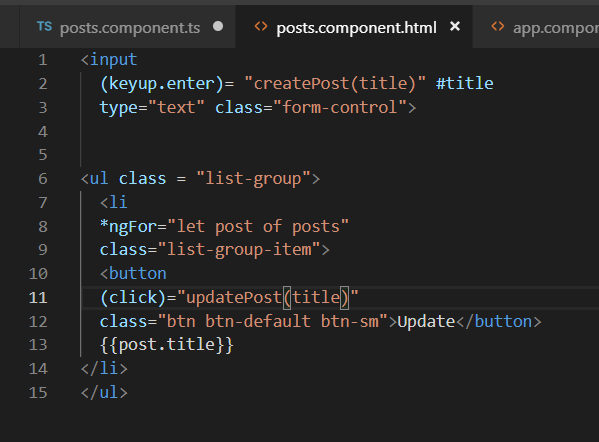 TS posts.component.ts ● <> posts.component.html × <> app.compon
1 <input
2 (keyup.enter)= "createPost(title)" #title
3 type="text" class="form-control">
4
5
6 <ul class = "list-group">
7 <li
8 *ngFor="let post of posts"
9 class="list-group-item">
10 <button
11 (click)="updatePost(title)"
12 class="btn btn-default btn-sm">Update</button>
13 {{post.title}}
14 </li>
15 </ul>